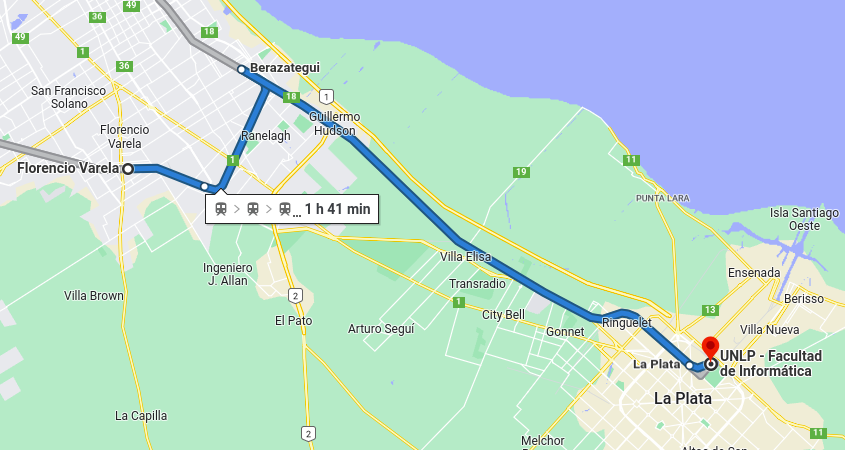 49
36
49
18
1
36
Berazategui
San Francisco
Solano
18
1
Guillermo
Hudson
Florencio
Varela
Ranelagh
1
Florencio Varela
11
19
PUNTA LARA
1 h 41 min
Isla Santiago
Oeste
Villa Elisa
Ingeniero
J. Allan
Ensenada
Transradio
Villa Brown
2
1
Berisso
13
City Bell
El Pato
Ringuelet
Arturo Seguí
Gonnet
Villa Nueva
UNLP - Facultad
de Informática
La Plata
La Plata
La Capilla
2
11
Melchor